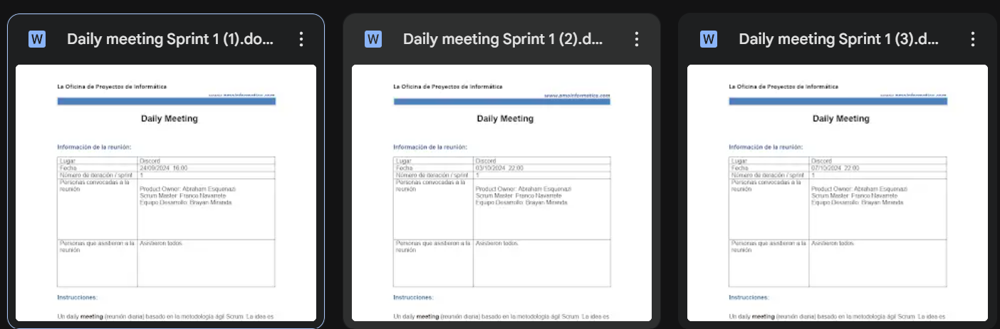 Daily meeting Sprint 1 (1).do...
La Oficina de Proyectos de Informática
www.pmoinformatica.com
Daily Meeting
Información de la reunión:
Lugar Discord
Fecha 24/09/2024 16:00
Número de iteración / sprint 1
Personas convocadas a la reunión
Product Owner: Abraham Esquenazi
Scrum Master: Franco Navarrete
Equipo Desarrollo: Brayan Miranda
Personas que asistieron a la reunión
Asistieron todos.
Instrucciones:
Un daily meeting (reunión diaria) basado en la metodología ágil Scrum. La idea es
Daily meeting Sprint 1 (2).d...
La Oficina de Proyectos de Informática
www.pmoinformatica.com
Daily Meeting
Información de la reunión:
Lugar Discord
Fecha 03/10/2024 22:00
Número de iteración / sprint 1
Personas convocadas a la reunión
Product Owner: Abraham Esquenazi
Scrum Master: Franco Navarrete
Equipo Desarrollo: Brayan Miranda
Personas que asistieron a la reunión
Asistieron todos.
Instrucciones:
Un daily meeting (reunión diaria) basado en la metodología ágil Scrum. La idea es
Daily meeting Sprint 1 (3).d...
La Oficina de Proyectos de Informática
www.pmoinformatica.com
Daily Meeting
Información de la reunión:
Lugar Discord
Fecha 07/10/2024 22:00
Número de iteración / sprint 1
Personas convocadas a la reunión
Product Owner: Abraham Esquenazi
Scrum Master: Franco Navarrete
Equipo Desarrollo: Brayan Miranda
Personas que asistieron a la reunión
Asistieron todos.
Instrucciones:
Un daily meeting (reunión diaria) basado en la metodología ágil Scrum. La idea es